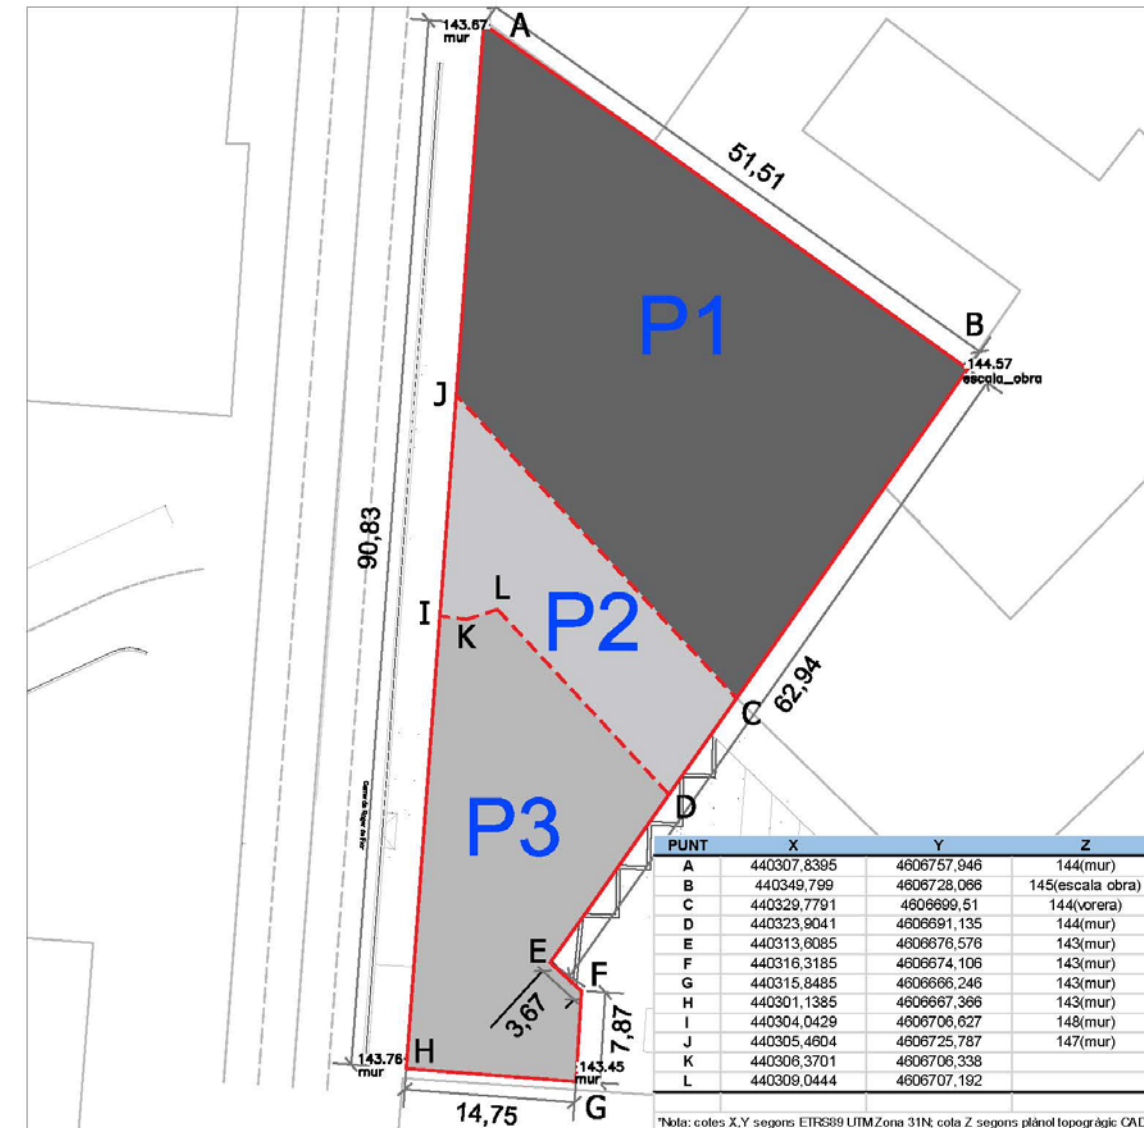 143.67
mur
A
51,51
P1
B
144.57
escala_obra
J
90,83
L
I
K
P2
C
62,94
P3
D
E
F
3,67
7,87
H
143.76
mur
143.45
mur
G
14,75
PUNT X Y Z
A 440307,8395 4606757,946 144(mur)
B 440349,799 4606728,066 145(escala obra)
C 440329,7791 4606699,51 144(vorera)
D 440323,9041 4606691,135 144(mur)
E 440313,6085 4606676,576 143(mur)
F 440316,3185 4606674,106 143(mur)
G 440315,8485 4606666,246 143(mur)
H 440301,1385 4606667,366 143(mur)
I 440304,0429 4606706,627 148(mur)
J 440305,4604 4606725,787 147(mur)
K 440306,3701 4606706,338
L 440309,0444 4606707,192
*Nota: cotes X,Y segons ETRS89 UTM Zona 31N; cota Z segons plànol topogràgic CAD